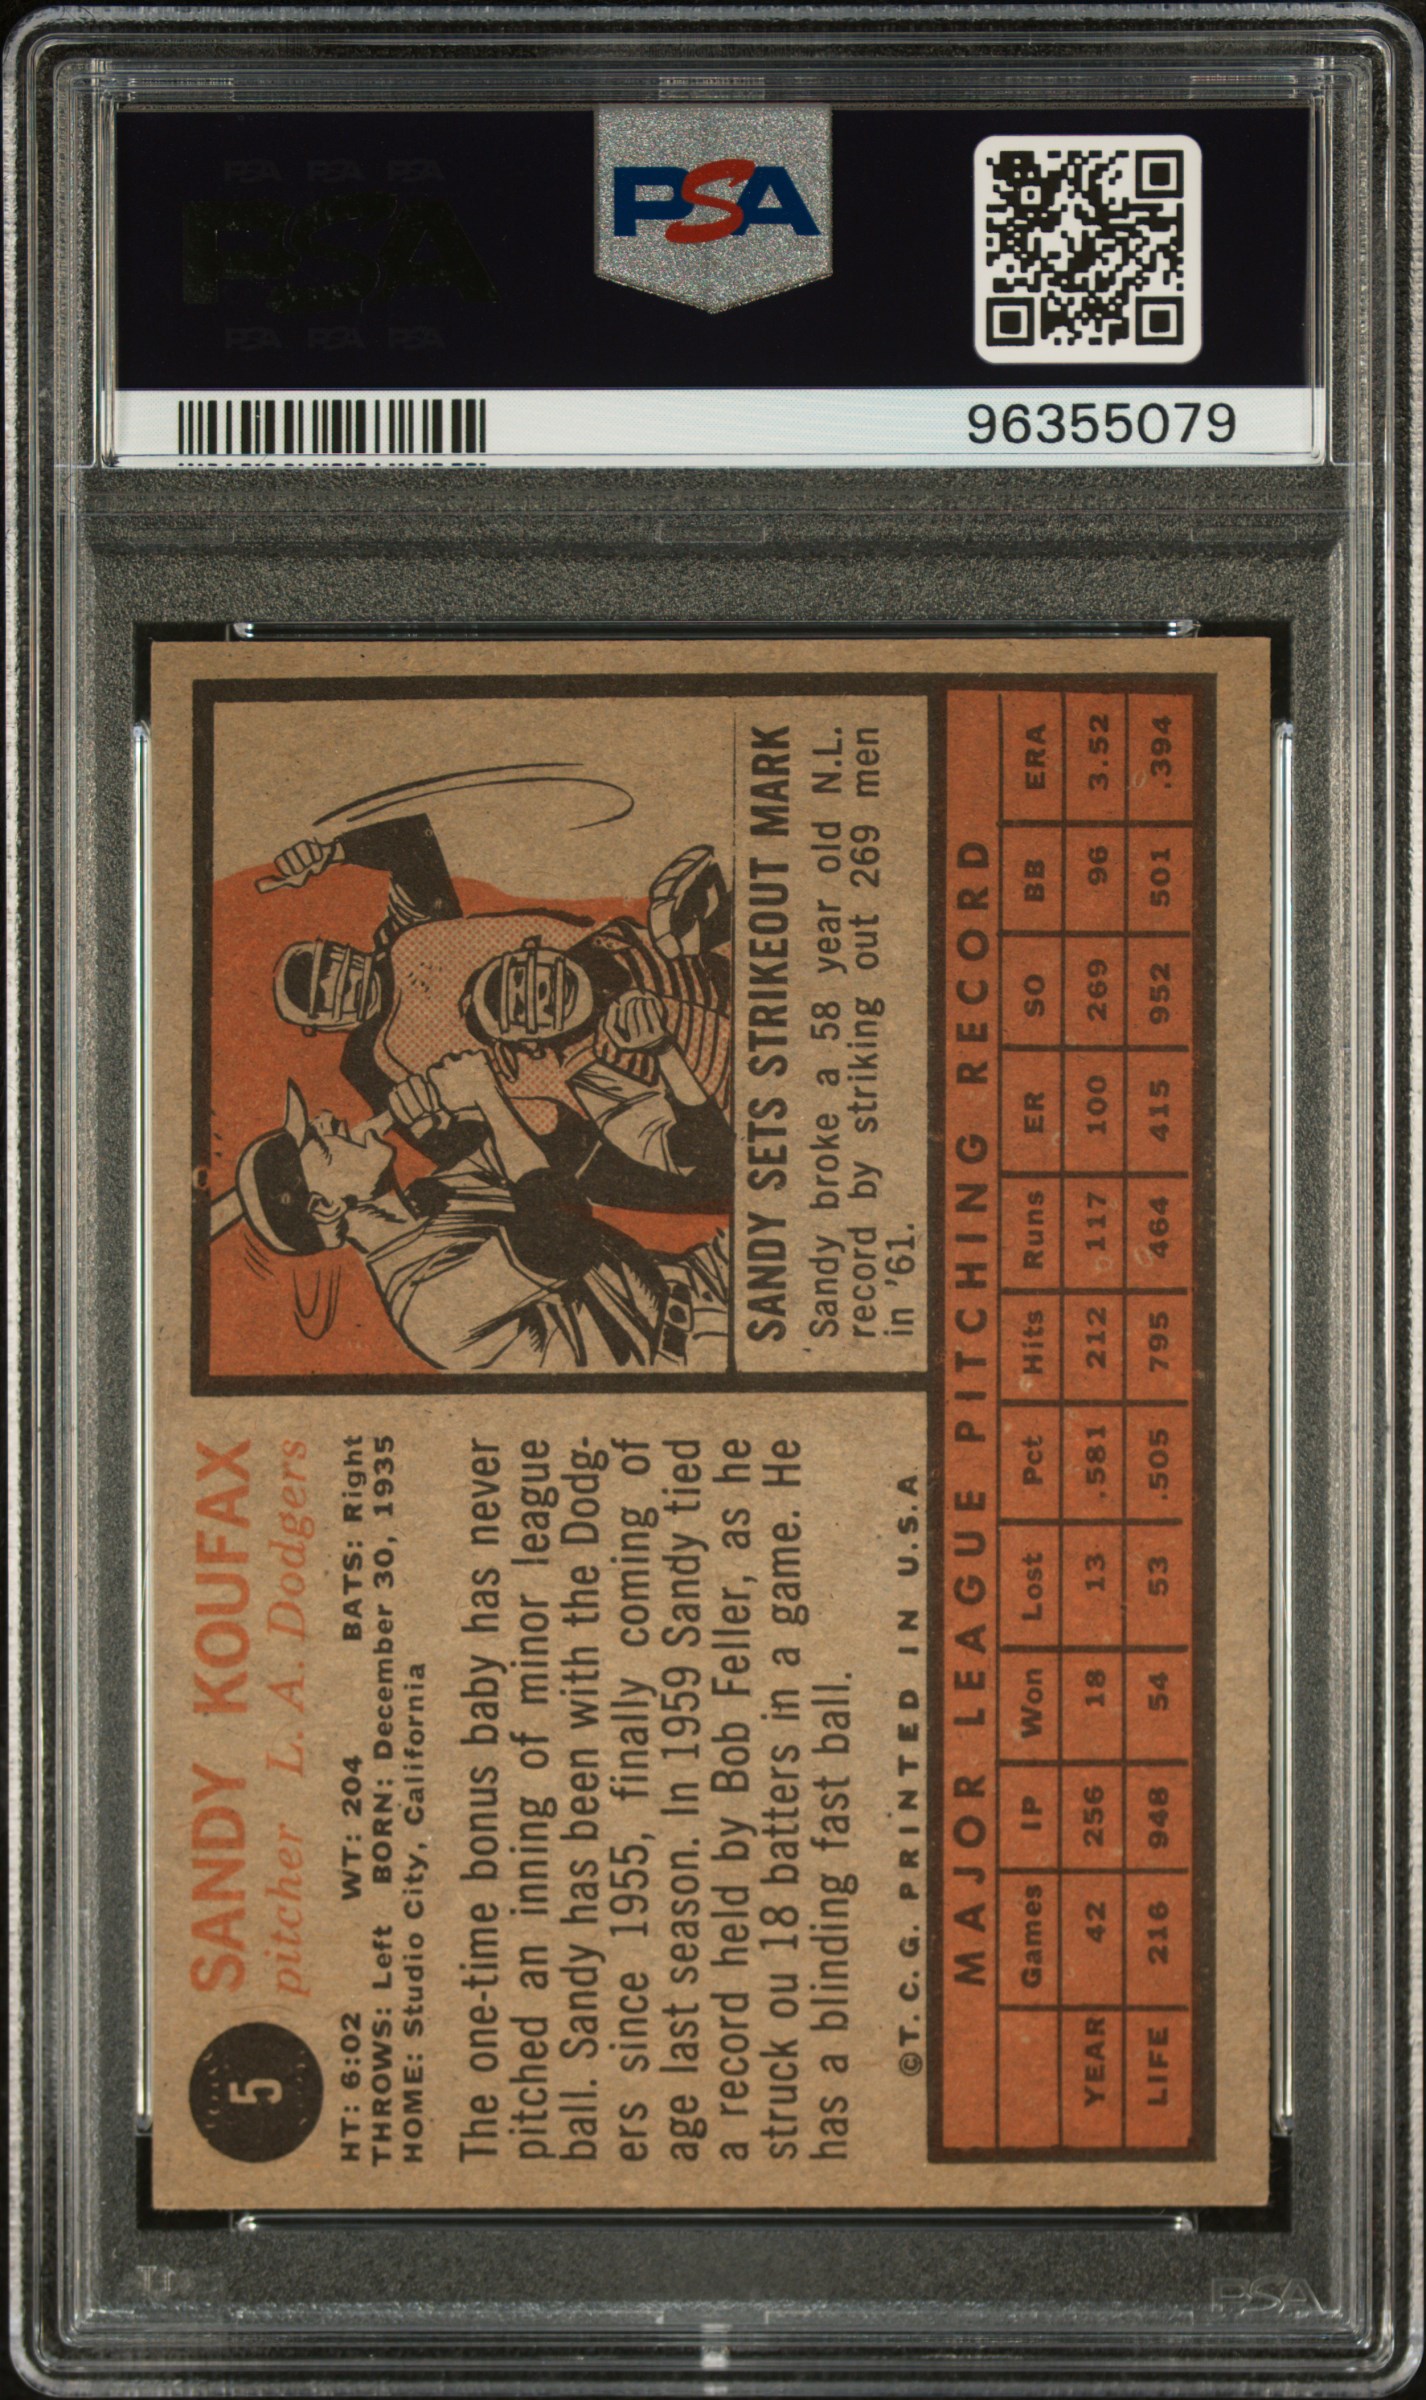 PSA PSA PSA
PSA
PSA PSA PSA
PSA
96355079
5
SANDY KOUFAX
pitcher L. A. Dodgers
HT: 6:02 WT: 204 BATS: Right
THROWS: Left BORN: December 30, 1935
HOME: Studio City, California
The one-time bonus baby has never
pitched an inning of minor league
ball. Sandy has been with the Dodg-
ers since 1955, finally coming of
age last season. In 1959 Sandy tied
a record held by Bob Feller, as he
struck ou 18 batters in a game. He
has a blinding fast ball.
©T. C. G. PRINTED IN U.S.A
SANDY SETS STRIKEOUT MARK
Sandy broke a 58 year old N.L.
record by striking out 269 men
in '61.
MAJOR LEAGUE PITCHING RECORD
Games IP Won Lost Pct Hits Runs ER SO BB ERA
YEAR 42 256 18 13 .581 212 117 100 269 96 3.52
LIFE 216 948 54 53 .505 795 464 415 952 501 .394
PSA